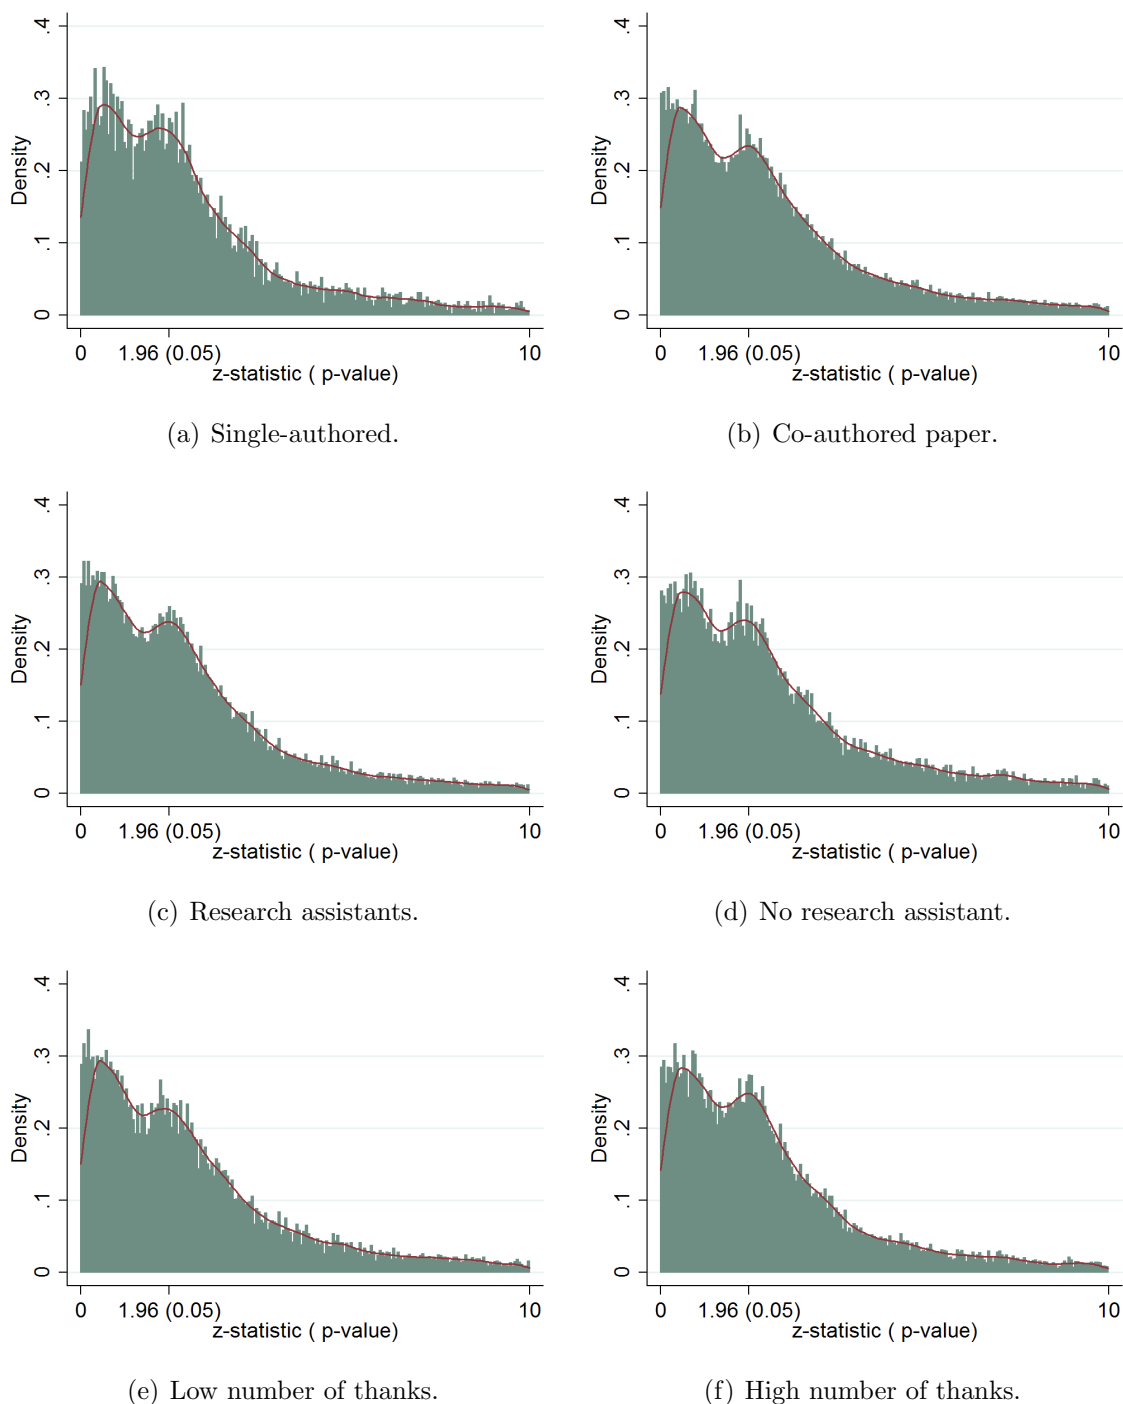 .4
.3
.2
.1
0
Density
0
1.96 (0.05)
10
z-statistic ( p-value)
(a) Single-authored.
.4
.3
.2
.1
0
Density
0
1.96 (0.05)
10
z-statistic ( p-value)
(b) Co-authored paper.
.4
.3
.2
.1
0
Density
0
1.96 (0.05)
10
z-statistic ( p-value)
(c) Research assistants.
.4
.3
.2
.1
0
Density
0
1.96 (0.05)
10
z-statistic ( p-value)
(d) No research assistant.
.4
.3
.2
.1
0
Density
0
1.96 (0.05)
10
z-statistic ( p-value)
(e) Low number of thanks.
.4
.3
.2
.1
0
Density
0
1.96 (0.05)
10
z-statistic ( p-value)
(f) High number of thanks.